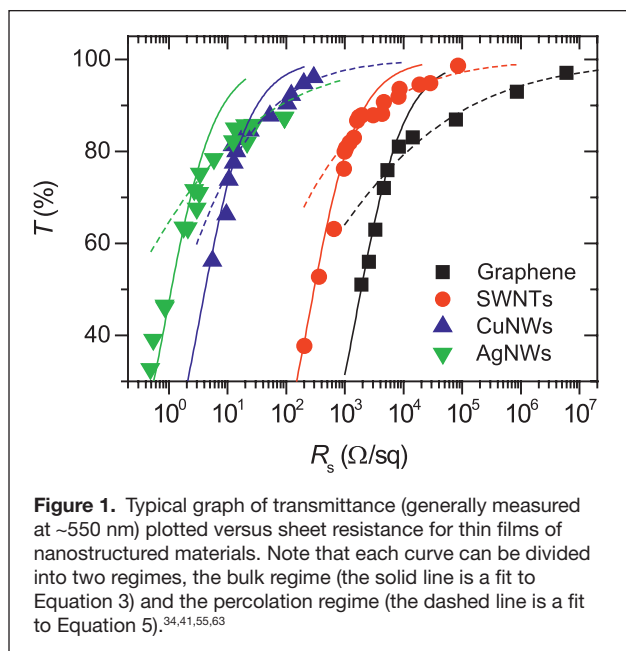 100
80
60
40
T (%)
Graphene
SWNTs
CuNWs
AgNWs
10⁰ 10¹ 10² 10³ 10⁴ 10⁵ 10⁶ 10⁷
Rₛ (Ω/sq)
Figure 1. Typical graph of transmittance (generally measured
at ~550 nm) plotted versus sheet resistance for thin films of
nanostructured materials. Note that each curve can be divided
into two regimes, the bulk regime (the solid line is a fit to
Equation 3) and the percolation regime (the dashed line is a fit
to Equation 5).³⁴,⁴¹,⁵⁵,⁶³